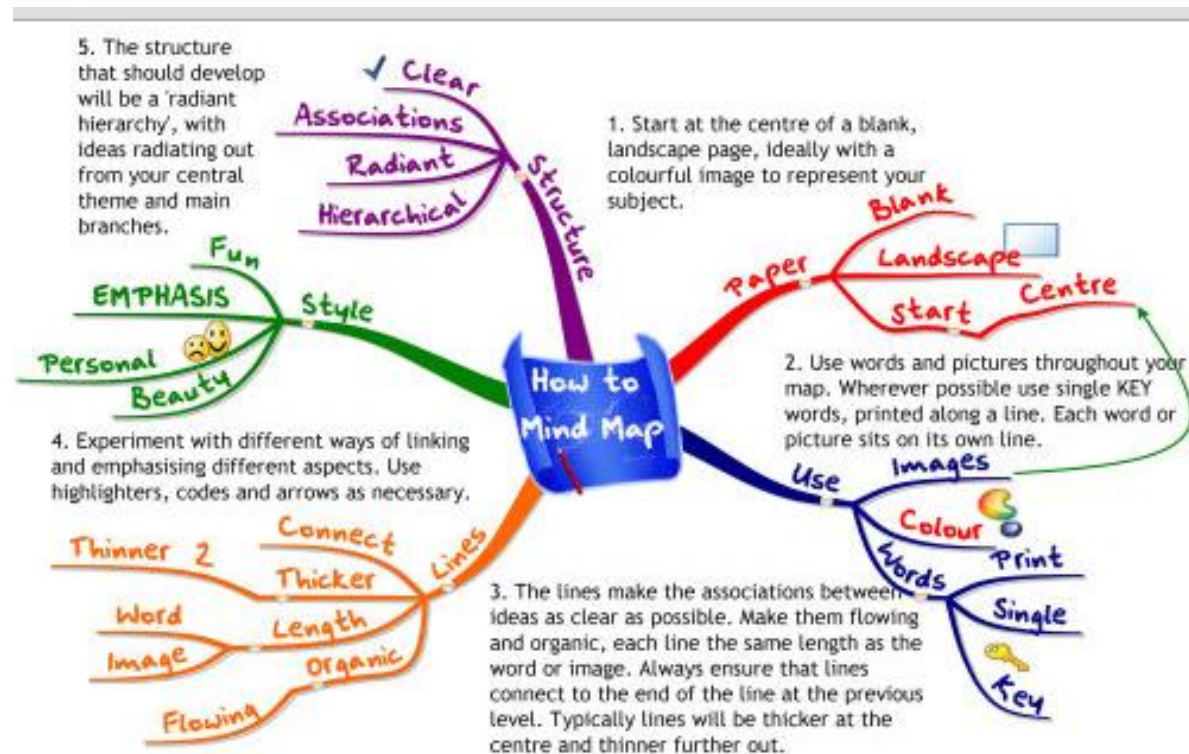 5. The structure
that should develop
will be a 'radiant
hierarchy', with
ideas radiating out
from your central
theme and main
branches.
Clear
Associations
Radiant
Hierarchical
Structure
1. Start at the centre of a blank,
landscape page, ideally with a
colourful image to represent your
subject.
Paper
Blank
Landscape
Start
Centre
Fun
EMPHASIS
Personal
Beauty
Style
How to
Mind Map
2. Use words and pictures throughout your
map. Wherever possible use single KEY
words, printed along a line. Each word or
picture sits on its own line.
Use
Images
Colour
Words
Print
Single
Key
4. Experiment with different ways of linking
and emphasising different aspects. Use
highlighters, codes and arrows as necessary.
Lines
Connect
Thinner 2
Thicker
Length
Word
Image
Organic
Flowing
3. The lines make the associations between
ideas as clear as possible. Make them flowing
and organic, each line the same length as the
word or image. Always ensure that lines
connect to the end of the line at the previous
level. Typically lines will be thicker at the
centre and thinner further out.